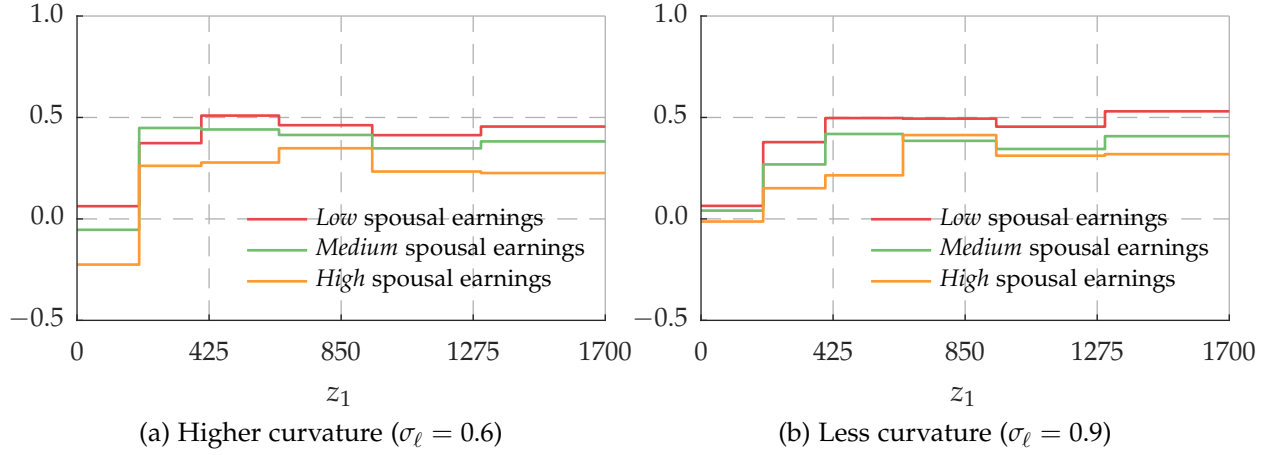 1.0
0.5
0.0
−0.5
Low spousal earnings
Medium spousal earnings
High spousal earnings
0 425 850 1275 1700
z₁
(a) Higher curvature (σℓ = 0.6)
1.0
0.5
0.0
−0.5
Low spousal earnings
Medium spousal earnings
High spousal earnings
0 425 850 1275 1700
z₁
(b) Less curvature (σℓ = 0.9)